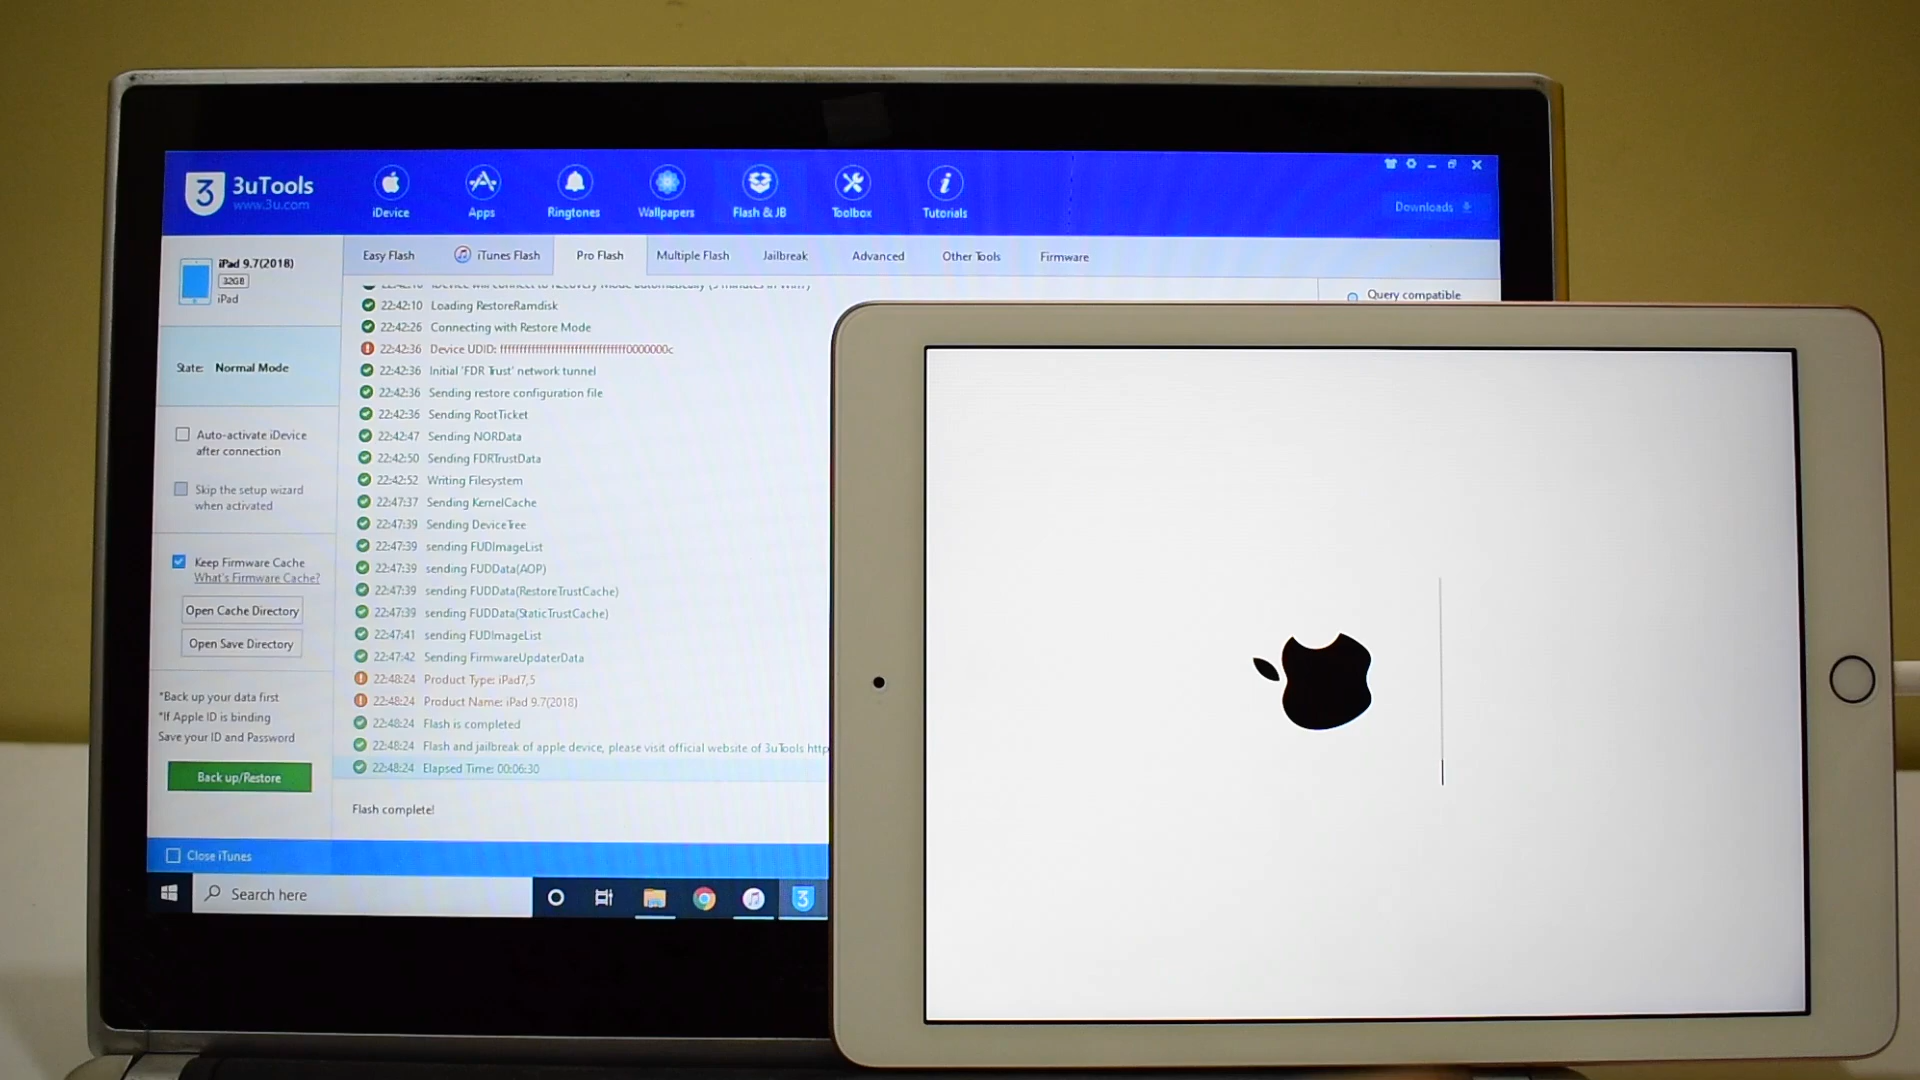 3
3uTools
www.3u.com
iDevice
Apps
Ringtones
Wallpapers
Flash & JB
Toolbox
i
Tutorials
Downloads
iPad 9.7(2018)
32GB
iPad
Easy Flash
iTunes Flash
Pro Flash
Multiple Flash
Jailbreak
Advanced
Other Tools
Firmware
Query compatible
State: Normal Mode
Auto-activate iDevice
after connection
Skip the setup wizard
when activated
Keep Firmware Cache
What's Firmware Cache?
Open Cache Directory
Open Save Directory
*Back up your data first
*If Apple ID is binding
Save your ID and Password
Back up/Restore
22:42:10 Loading RestoreRamdisk
22:42:26 Connecting with Restore Mode
22:42:36 Device UDID:
22:42:36 Initial 'FDR Trust' network tunnel
22:42:36 Sending restore configuration file
22:42:36 Sending RootTicket
22:42:47 Sending NORData
22:42:50 Sending FDRTrustData
22:42:52 Writing Filesystem
22:47:37 Sending KernelCache
22:47:39 Sending DeviceTree
22:47:39 sending FUDImageList
22:47:39 sending FUDData(AOP)
22:47:39 sending FUDData(RestoreTrustCache)
22:47:39 sending FUDData(StaticTrustCache)
22:47:41 sending FUDImageList
22:47:42 Sending FirmwareUpdaterData
22:48:24 Product Type: iPad7,5
22:48:24 Product Name: iPad 9.7(2018)
22:48:24 Flash is completed
22:48:24 Flash and jailbreak of apple device, please visit official website of 3uTools http
22:48:24 Elapsed Time: 00:06:30
Flash complete!
Close iTunes
Search here
3